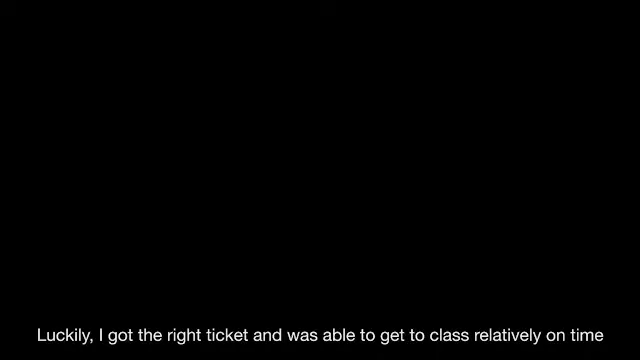 Luckily, I got the right ticket and was able to get to class relatively on time